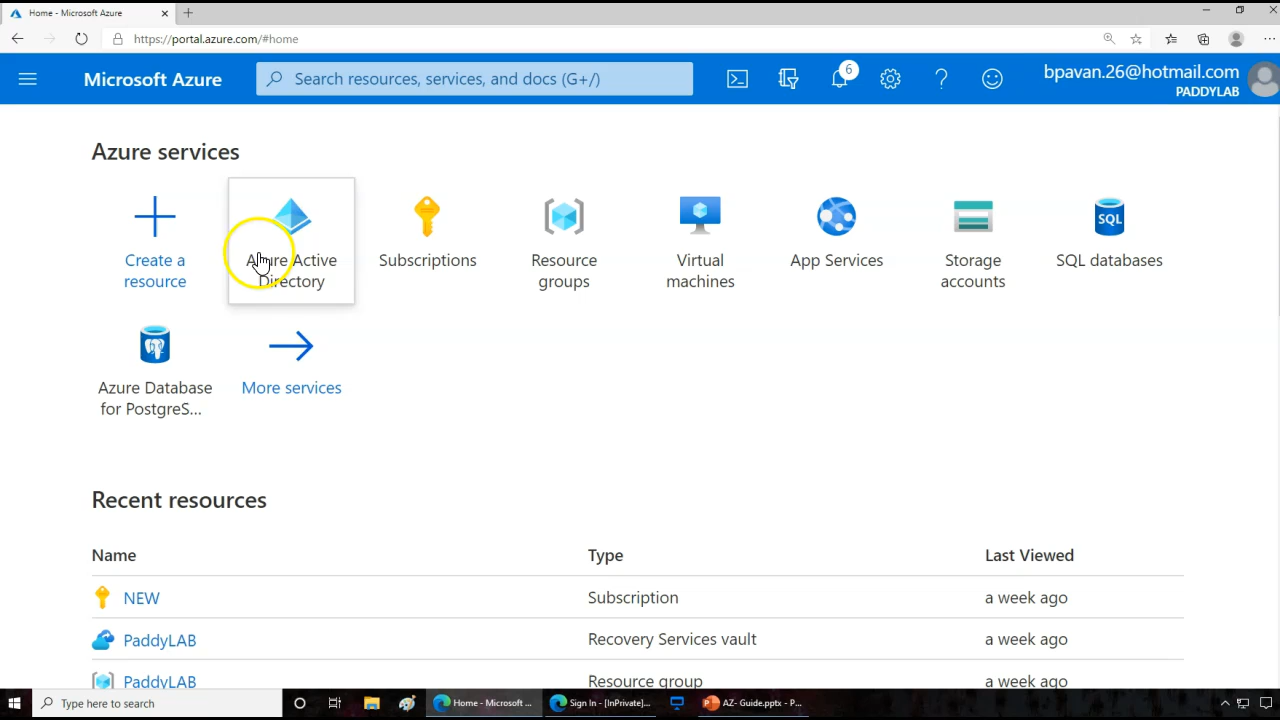 Home - Microsoft Azure
https://portal.azure.com/#home
Microsoft Azure
Search resources, services, and docs (G+/)
6
bpavan.26@hotmail.com
PADDYLAB
Azure services
Create a
resource
Azure Active
Directory
Subscriptions
Resource
groups
Virtual
machines
App Services
Storage
accounts
SQL
SQL databases
Azure Database
for PostgreS...
More services
Recent resources
Name
Type
Last Viewed
NEW
Subscription
a week ago
PaddyLAB
Recovery Services vault
a week ago
PaddyLAB
Resource group
a week ago
Type here to search
Home - Microsoft ...
Sign In - [InPrivate]...
AZ- Guide.pptx - P...